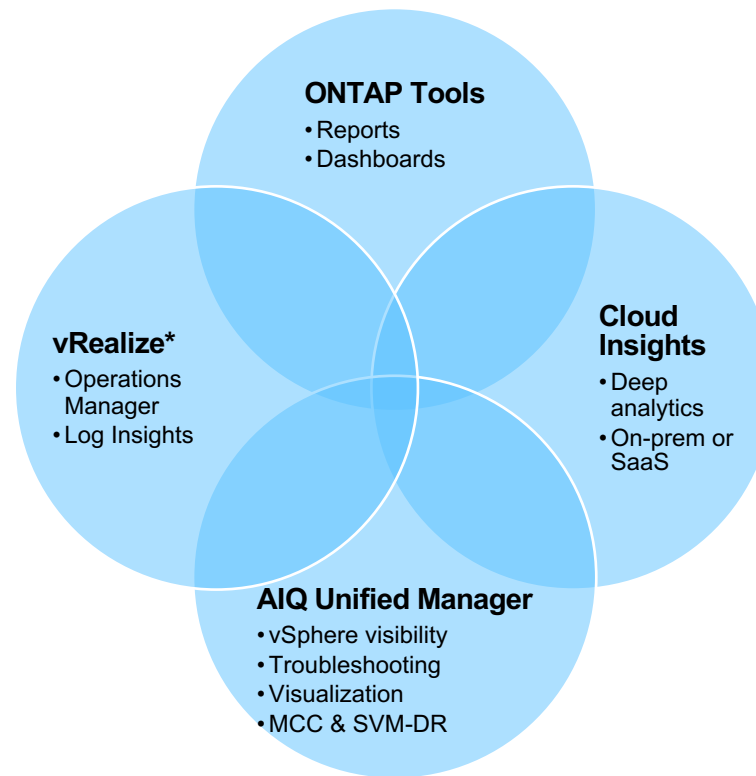 ONTAP Tools
• Reports
• Dashboards
vRealize*
• Operations
Manager
• Log Insights
Cloud
Insights
• Deep
analytics
• On-prem or
SaaS
AIQ Unified Manager
• vSphere visibility
• Troubleshooting
• Visualization
• MCC & SVM-DR